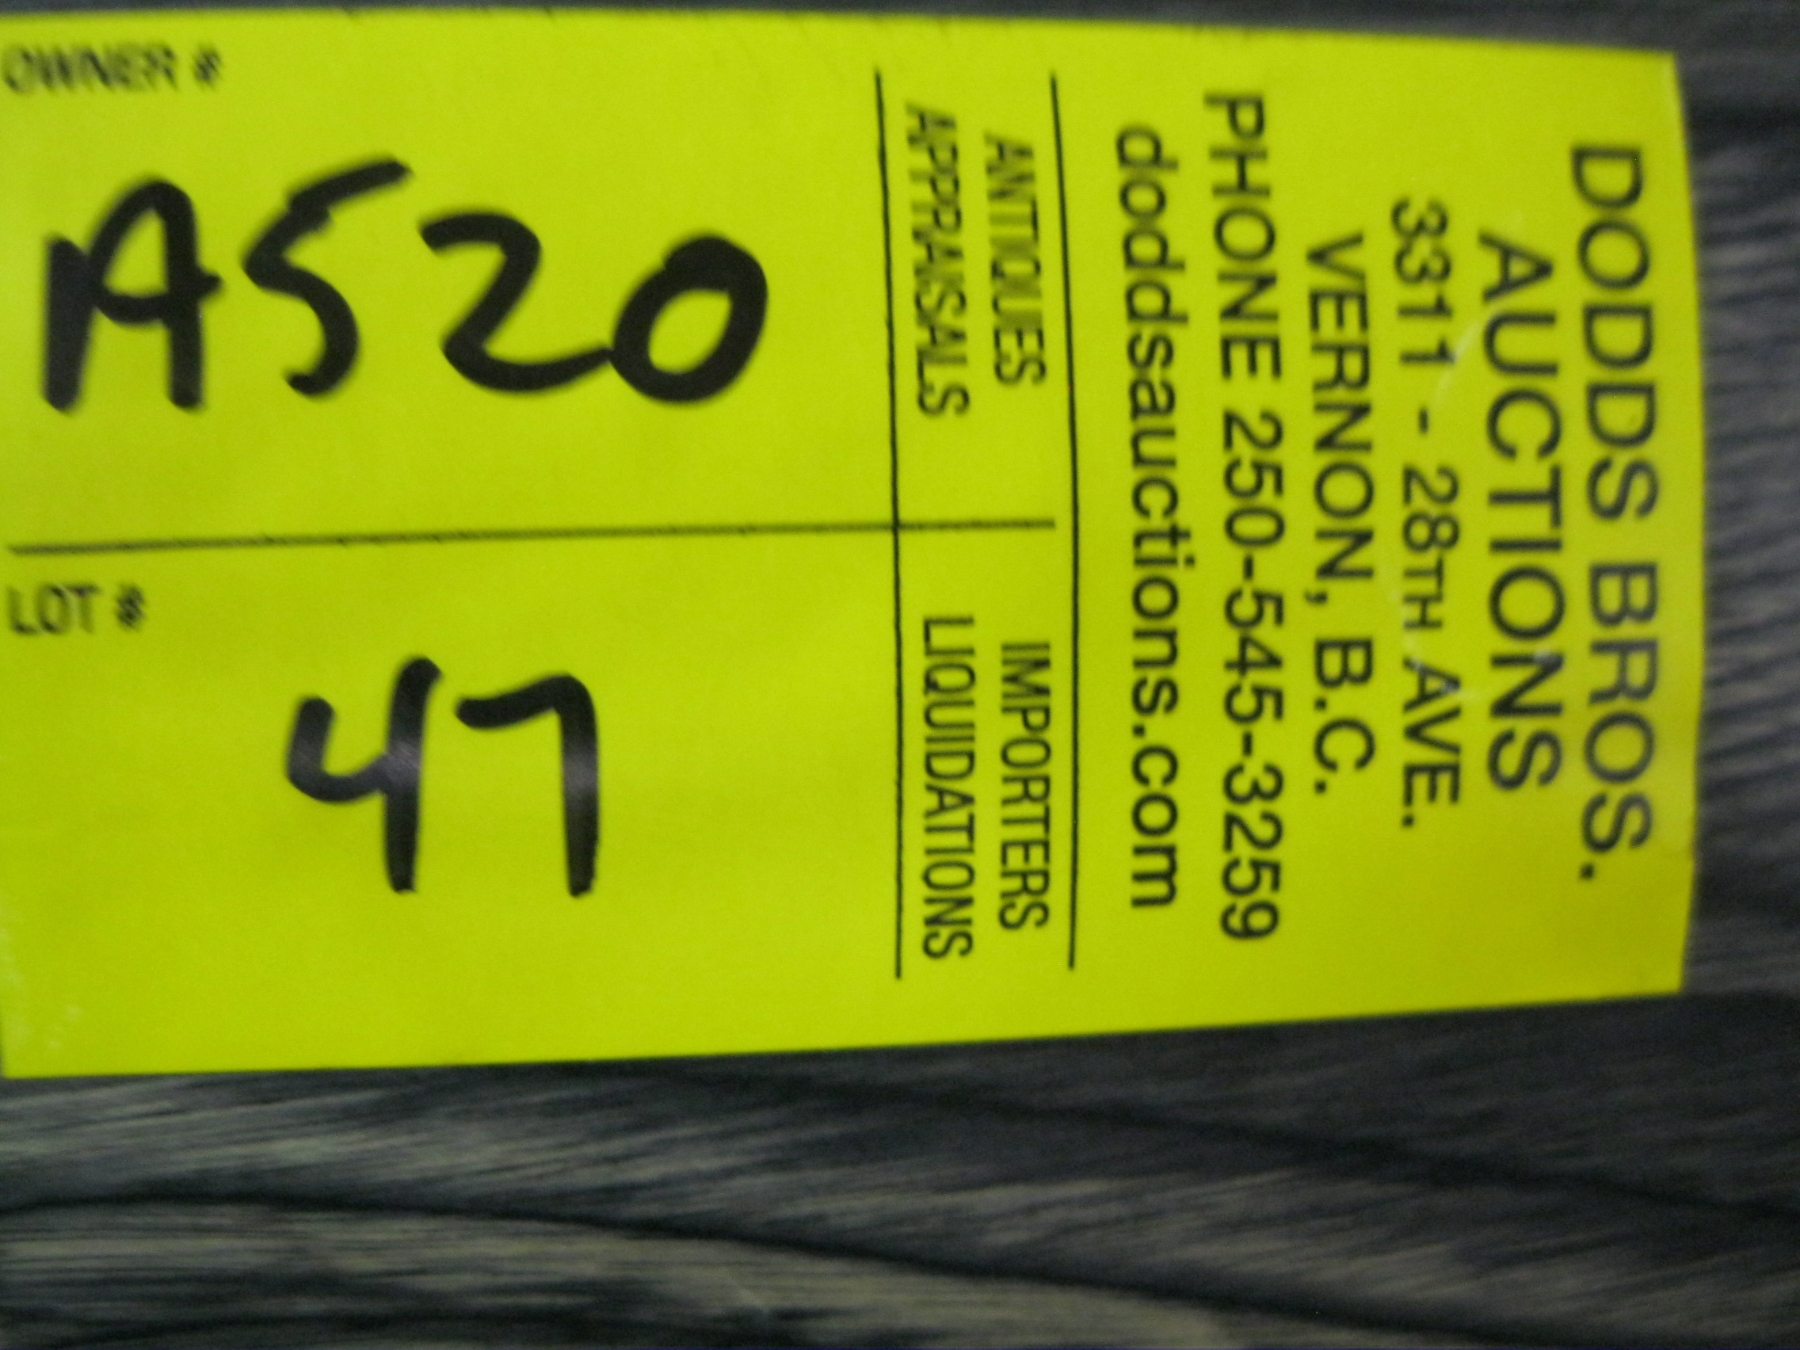 DODDS BROS.
AUCTIONS
3311 - 28TH AVE.
VERNON, B.C.
PHONE 250-545-3259
doddsauctions.com
ANTIQUES IMPORTERS
APPRAISALS LIQUIDATIONS
OWNER #
A520
LOT #
47